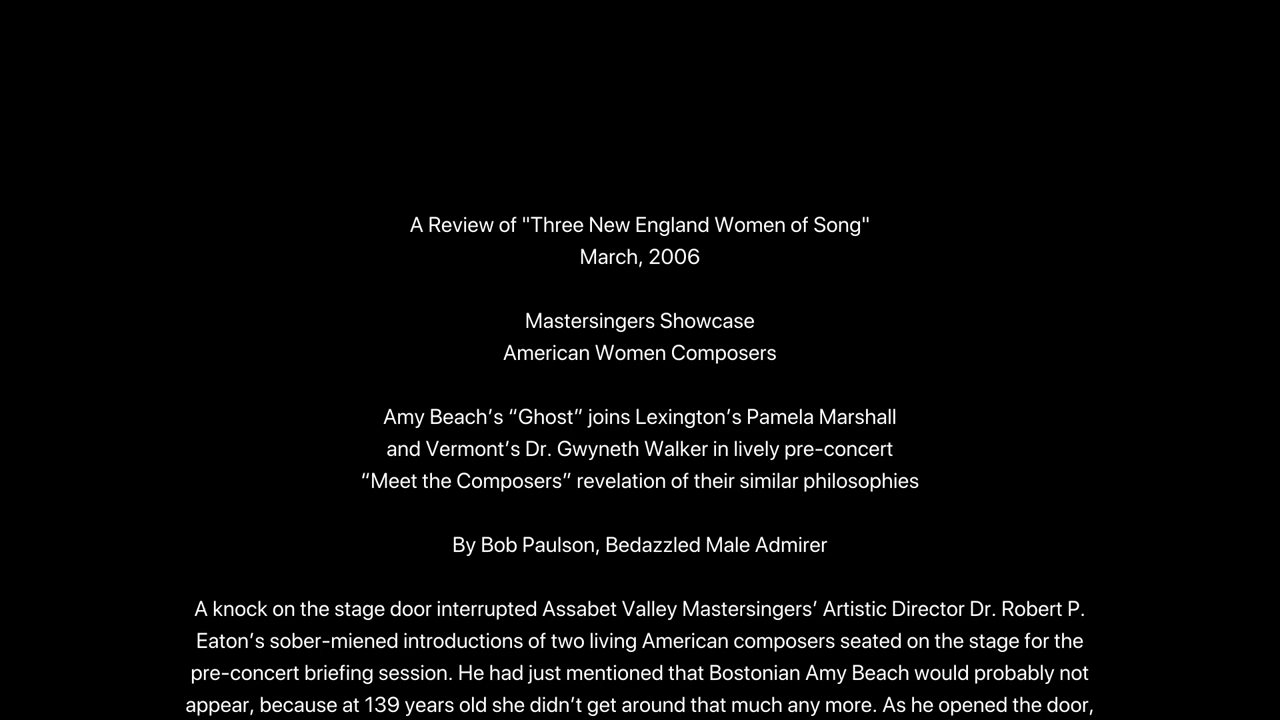 A Review of "Three New England Women of Song"
March, 2006
Mastersingers Showcase
American Women Composers
Amy Beach’s “Ghost” joins Lexington’s Pamela Marshall
and Vermont’s Dr. Gwyneth Walker in lively pre-concert
“Meet the Composers” revelation of their similar philosophies
By Bob Paulson, Bedazzled Male Admirer
A knock on the stage door interrupted Assabet Valley Mastersingers’ Artistic Director Dr. Robert P.
Eaton’s sober-miened introductions of two living American composers seated on the stage for the
pre-concert briefing session. He had just mentioned that Bostonian Amy Beach would probably not
appear, because at 139 years old she didn’t get around that much any more. As he opened the door,